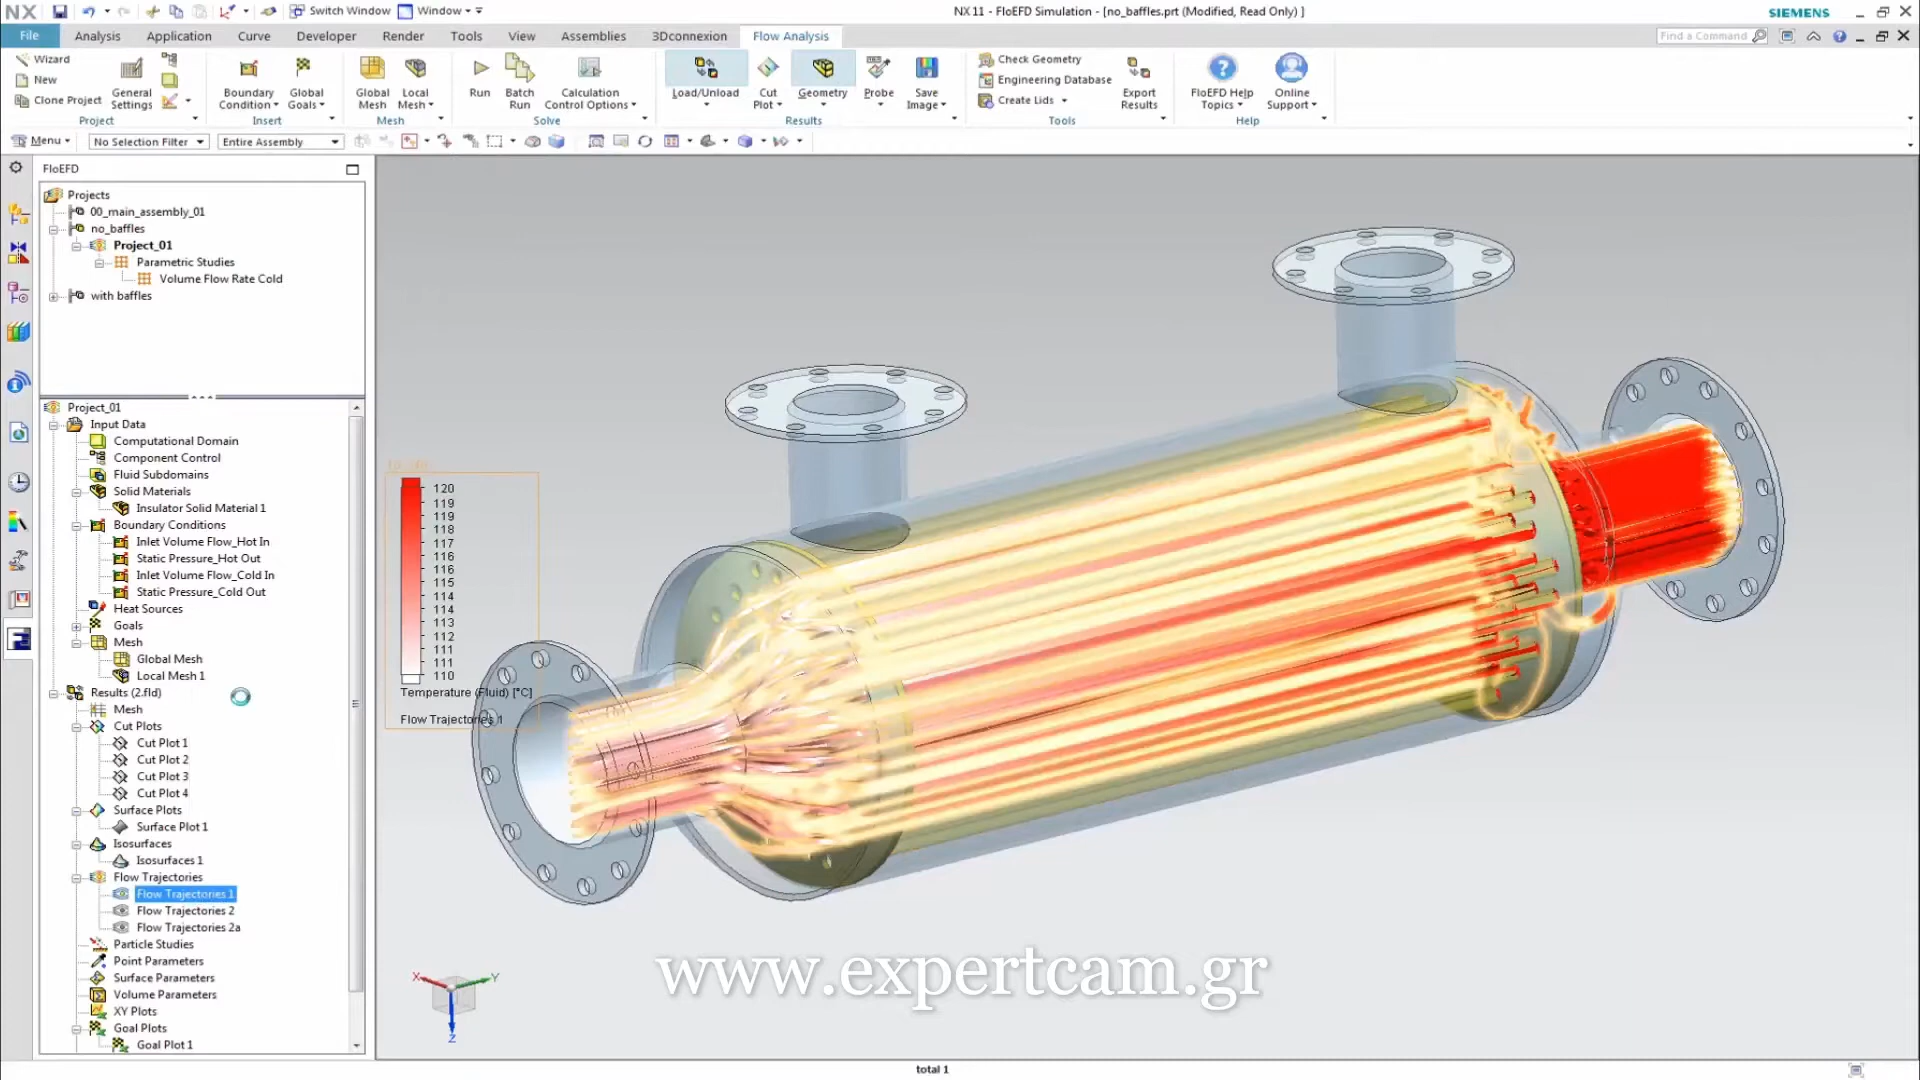 NX
Switch Window
Window
NX 11 - FloEFD Simulation - [no_baffles.prt (Modified, Read Only) ]
SIEMENS
File
Analysis
Application
Curve
Developer
Render
Tools
View
Assemblies
3Dconnexion
Flow Analysis
Find a Command
Wizard
New
Clone Project
General Settings
Project
Boundary Condition
Global Goals
Insert
Global Mesh
Local Mesh
Mesh
Run
Batch Run
Calculation Control Options
Solve
Load/Unload
Cut Plot
Geometry
Probe
Save Image
Results
Check Geometry
Engineering Database
Create Lids
Export Results
Tools
FloEFD Help Topics
Online Support
Help
Menu
No Selection Filter
Entire Assembly
FloEFD
Projects
00_main_assembly_01
no_baffles
Project_01
Parametric Studies
Volume Flow Rate Cold
with baffles
Project_01
Input Data
Computational Domain
Component Control
Fluid Subdomains
Solid Materials
Insulator Solid Material 1
Boundary Conditions
Inlet Volume Flow_Hot In
Static Pressure_Hot Out
Inlet Volume Flow_Cold In
Static Pressure_Cold Out
Heat Sources
Goals
Mesh
Global Mesh
Local Mesh 1
Results (2.fld)
Mesh
Cut Plots
Cut Plot 1
Cut Plot 2
Cut Plot 3
Cut Plot 4
Surface Plots
Surface Plot 1
Isosurfaces
Isosurfaces 1
Flow Trajectories
Flow Trajectories 1
Flow Trajectories 2
Flow Trajectories 2a
Particle Studies
Point Parameters
Surface Parameters
Volume Parameters
XY Plots
Goal Plots
Goal Plot 1
120
119
119
118
117
116
116
115
114
114
113
112
111
111
110
Temperature (Fluid) [°C]
Flow Trajectories 1
X
Y
Z
www.expertcam.gr
total 1